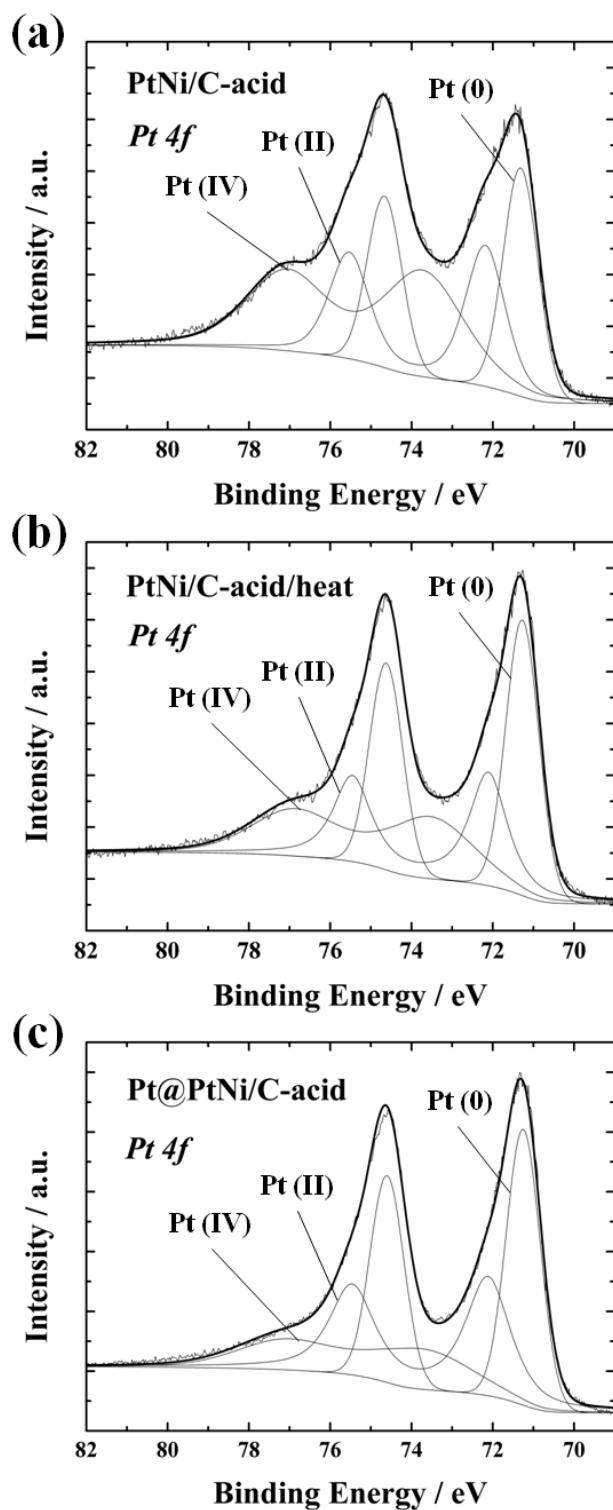 (a)
PtNi/C-acid
Pt 4f
Pt (0)
Pt (II)
Pt (IV)
Intensity / a.u.
82 80 78 76 74 72 70
Binding Energy / eV
(b)
PtNi/C-acid/heat
Pt 4f
Pt (0)
Pt (II)
Pt (IV)
Intensity / a.u.
82 80 78 76 74 72 70
Binding Energy / eV
(c)
Pt@PtNi/C-acid
Pt 4f
Pt (0)
Pt (II)
Pt (IV)
Intensity / a.u.
82 80 78 76 74 72 70
Binding Energy / eV